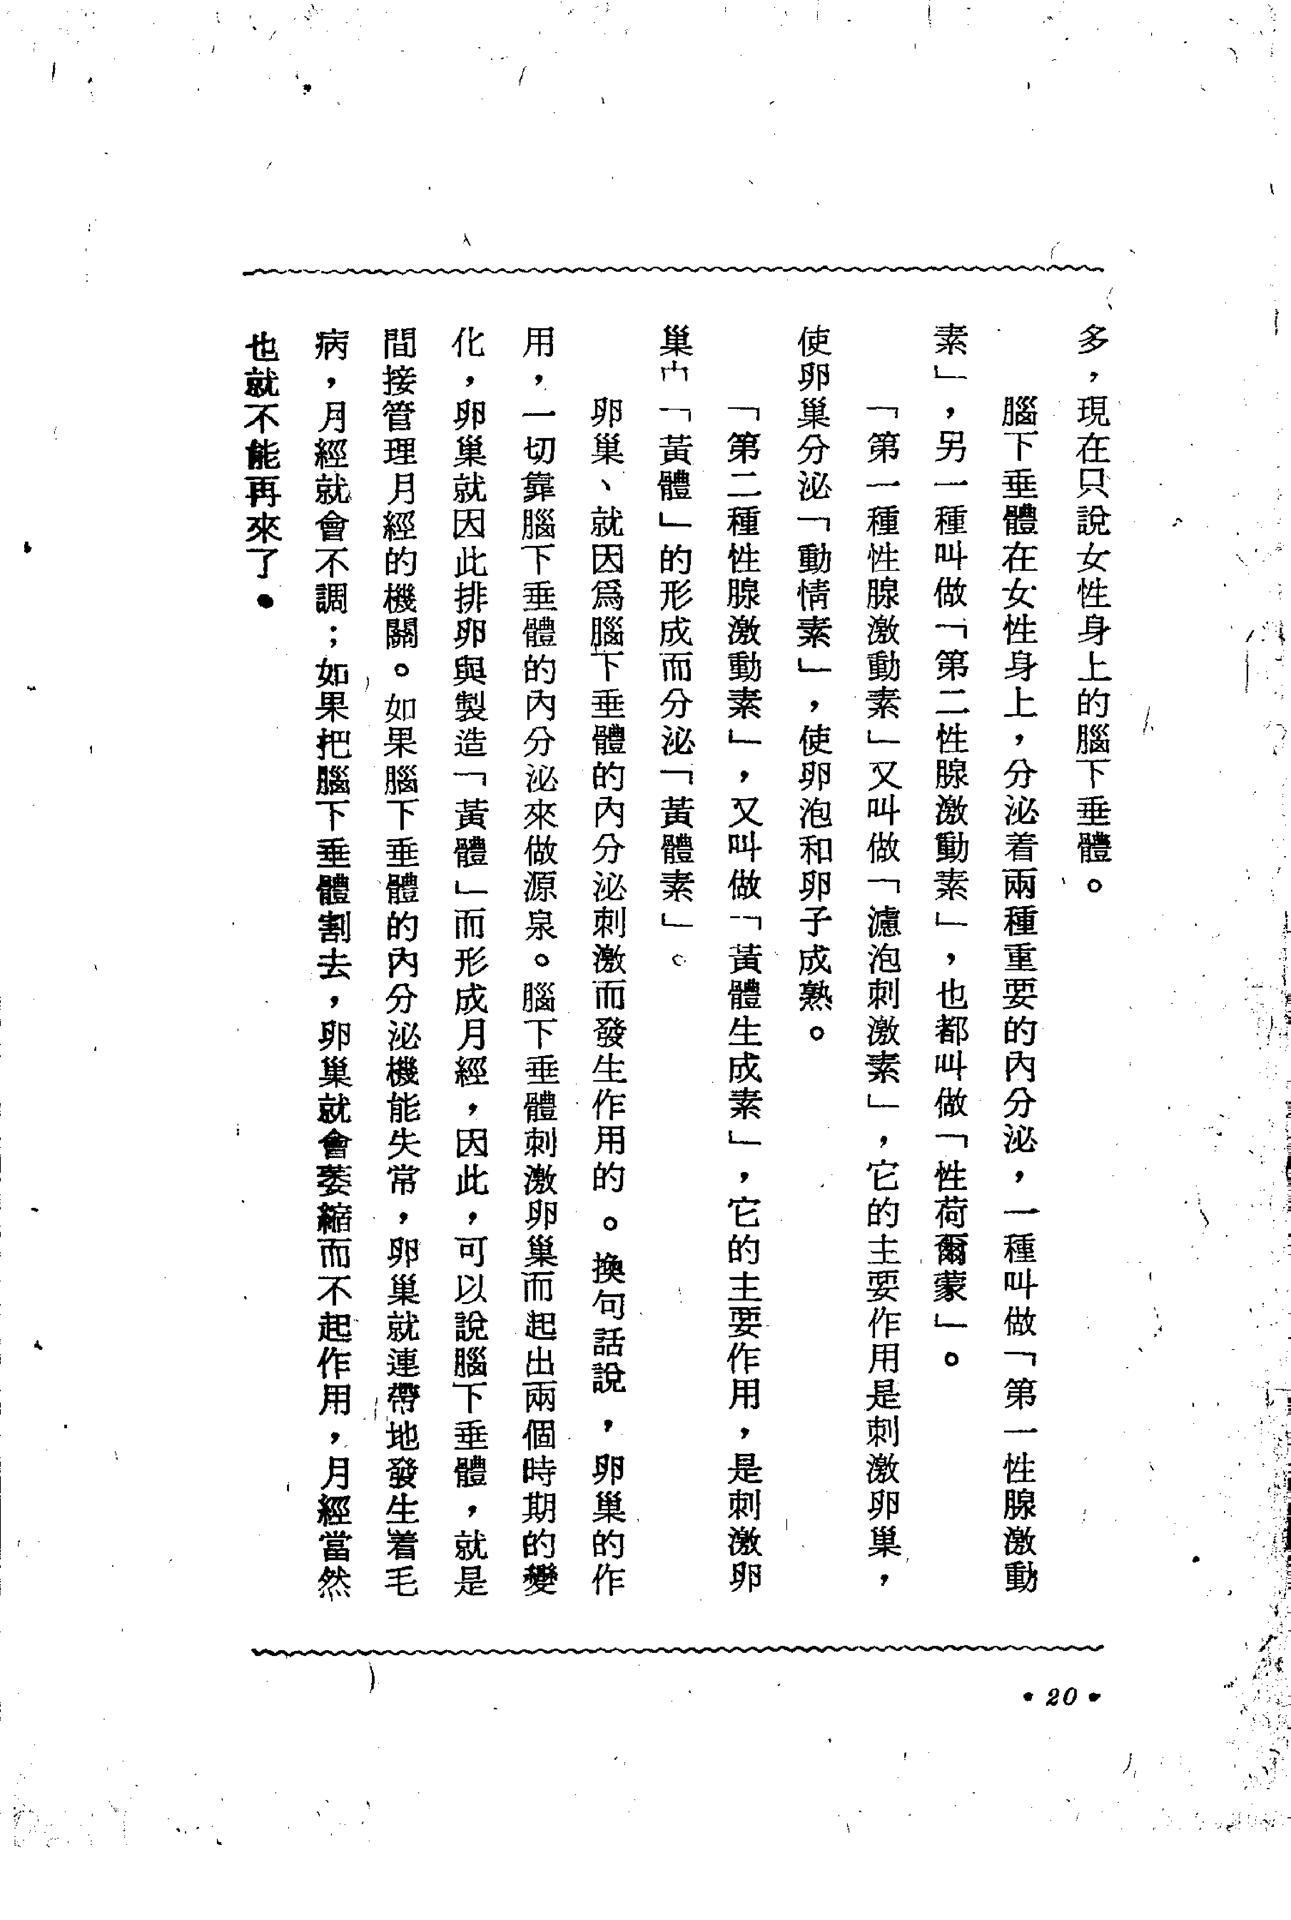 多，現在只說女性身上的腦下垂體。
腦下垂體在女性身上，分泌着兩種重要的內分泌，一種叫做「第一性腺激動
素」，另一種叫做「第二性腺激動素」，也都叫做「性荷爾蒙」。
「第一種性腺激動素」又叫做「濾泡刺激素」，它的主要作用是刺激卵巢，
使卵巢分泌「動情素」，使卵泡和卵子成熟。
「第二種性腺激動素」，又叫做「黃體生成素」，它的主要作用，是刺激卵
巢內「黃體」的形成而分泌「黃體素」。
卵巢、就因爲腦下垂體的內分泌刺激而發生作用的。換句話說，卵巢的作
用，一切靠腦下垂體的內分泌來做源泉。腦下垂體刺激卵巢而起出兩個時期的變
化，卵巢就因此排卵與製造「黃體」而形成月經，因此，可以說腦下垂體，就是
間接管理月經的機關。如果腦下垂體的內分泌機能失常，卵巢就連帶地發生着毛
病，月經就會不調；如果把腦下垂體割去，卵巢就會萎縮而不起作用，月經當然
也就不能再來了。
•20•